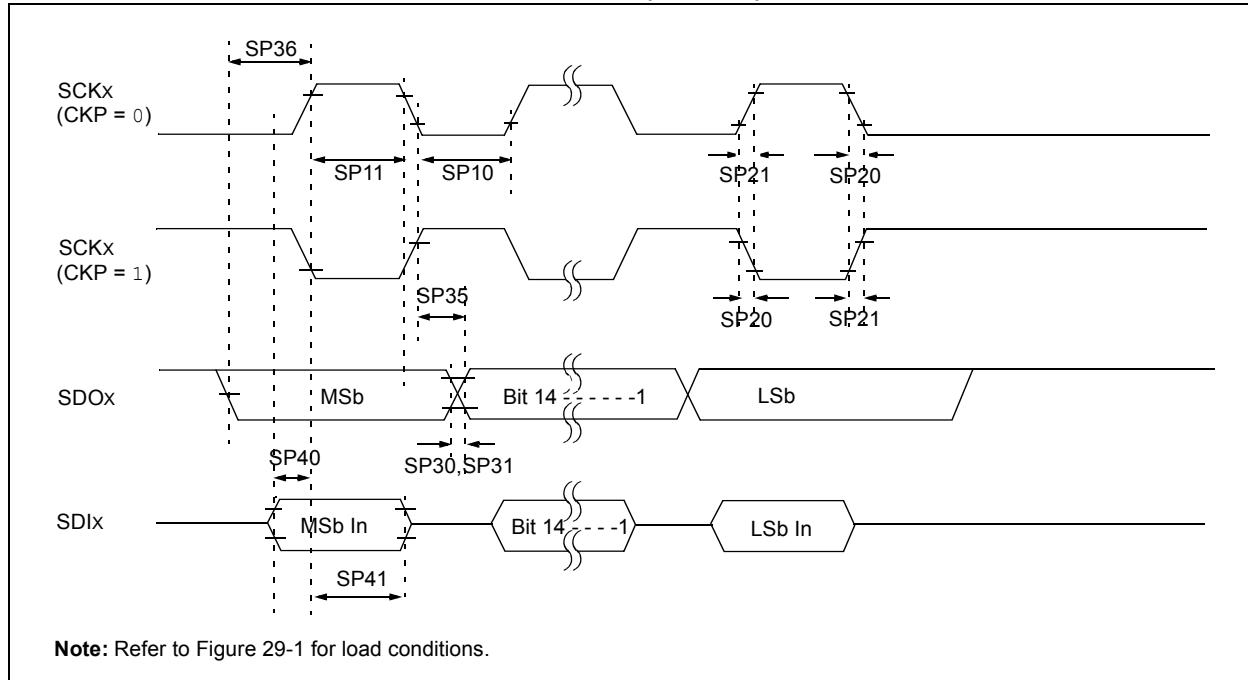 SP36
SCKx
(CKP = 0)
SP11
SP10
SP21
SP20
SCKx
(CKP = 1)
SP35
SP20
SP21
SDOx
MSb
Bit 14 - - - - - -1
LSb
SP40
SP30,SP31
SDIx
MSb In
Bit 14 - - - - -1
LSb In
SP41
Note: Refer to Figure 29-1 for load conditions.